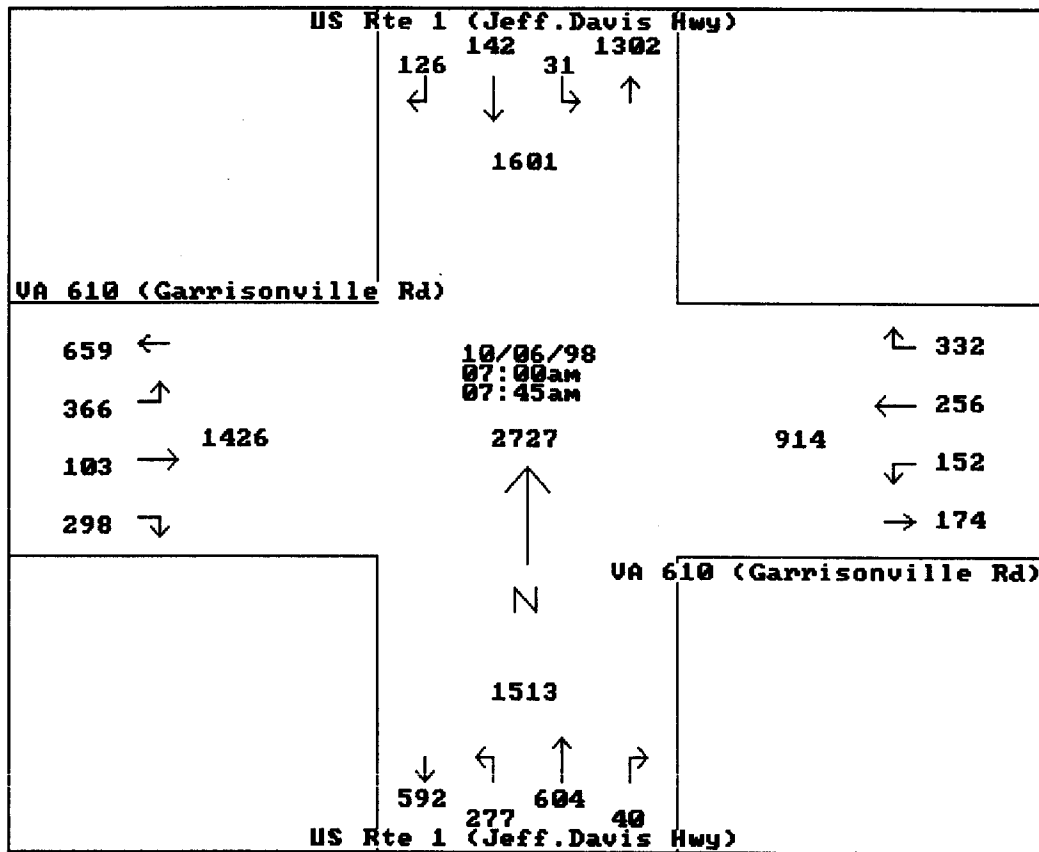 US Rte 1 (Jeff.Davis Hwy)
142 1302
126 31
1601
VA 610 (Garrisonville Rd)
659
366
1426
103
298
10/06/98
07:00am
07:45am
2727
914
332
256
152
174
VA 610 (Garrisonville Rd)
N
1513
592 604
277 40
US Rte 1 (Jeff.Davis Hwy)